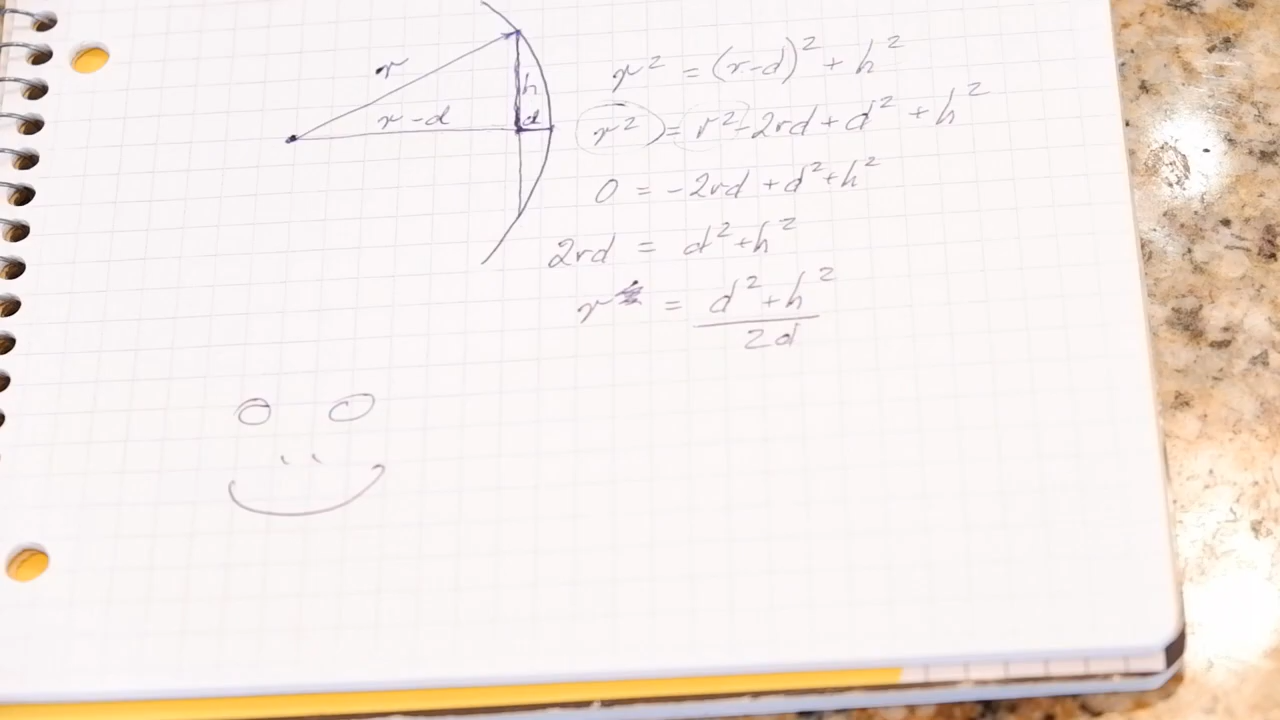 r
h
r-d
d
r² = (r-d)² + h²
r² = r²-2rd+d²+h²
0 = -2rd+d²+h²
2rd = d²+h²
r = d²+h²
2d